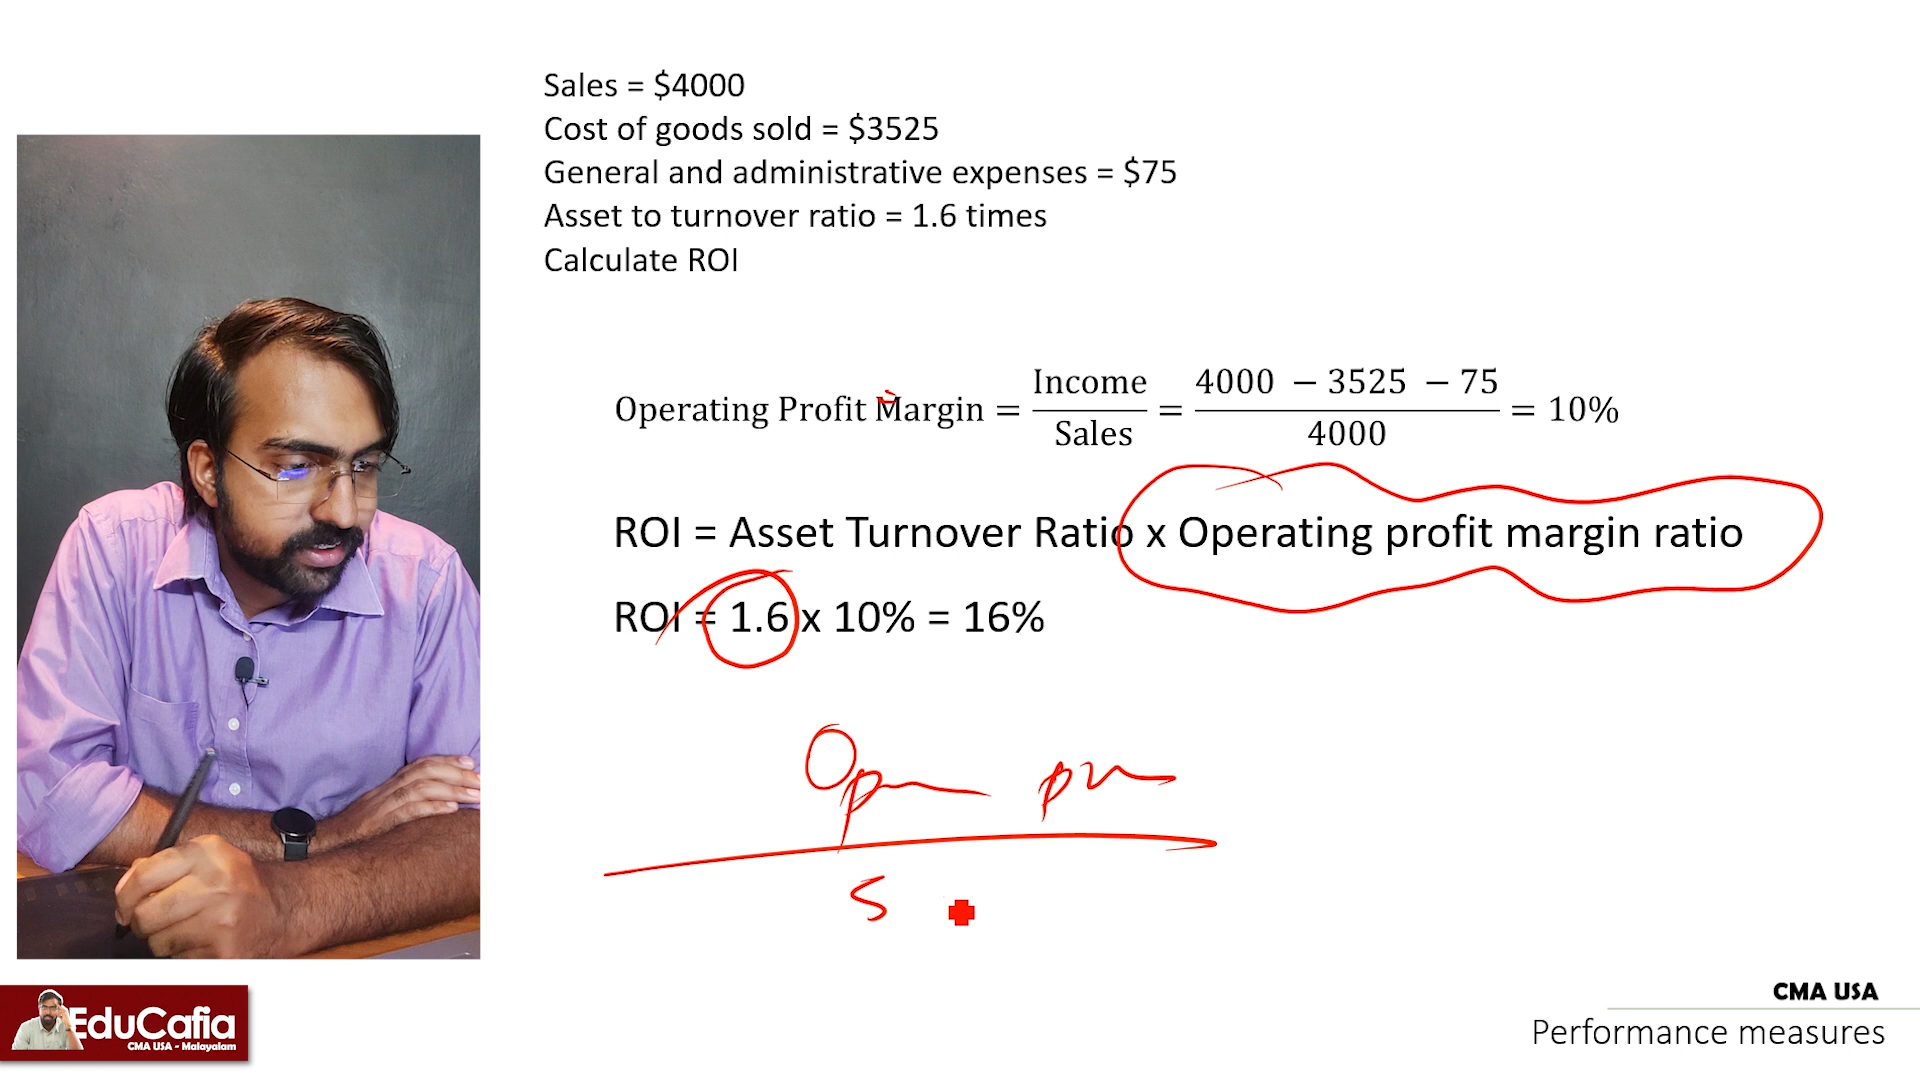 Sales = $4000
Cost of goods sold = $3525
General and administrative expenses = $75
Asset to turnover ratio = 1.6 times
Calculate ROI
Operating Profit Margin = Income / Sales = 4000 − 3525 − 75 / 4000 = 10%
ROI = Asset Turnover Ratio x Operating profit margin ratio
ROI = 1.6 x 10% = 16%
S
EduCafia
CMA USA - Malayalam
CMA USA
Performance measures